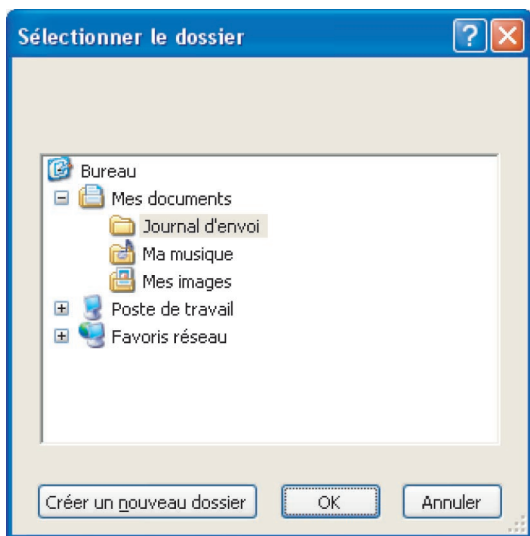 Sélectionner le dossier
Bureau
Mes documents
Journal d'envoi
Ma musique
Mes images
Poste de travail
Favoris réseau
Créer un nouveau dossier OK Annuler